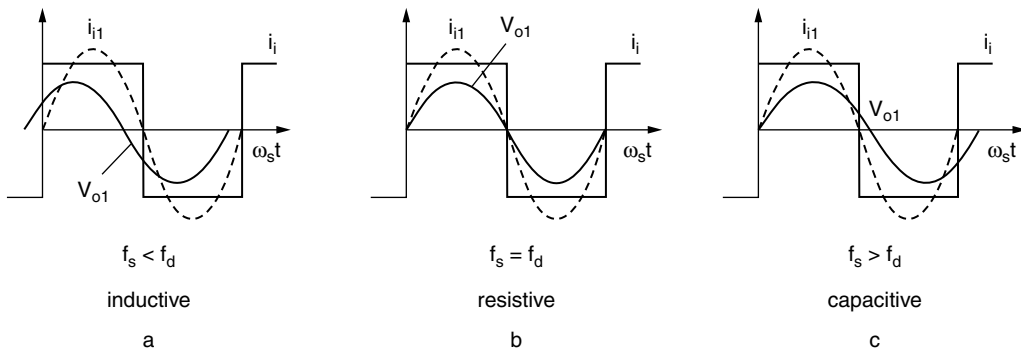 i_i1
i_i
V_o1
ω_st
f_s < f_d
inductive
a
i_i1
V_o1
i_i
ω_st
f_s = f_d
resistive
b
i_i1
i_i
V_o1
ω_st
f_s > f_d
capacitive
c